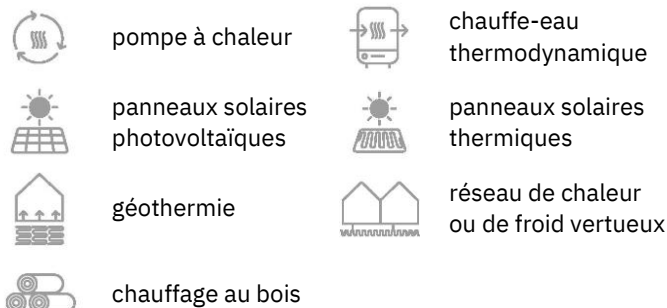 pompe à chaleur
chauffe-eau
thermodynamique
panneaux solaires
photovoltaïques
panneaux solaires
thermiques
géothermie
réseau de chaleur
ou de froid vertueux
chauffage au bois